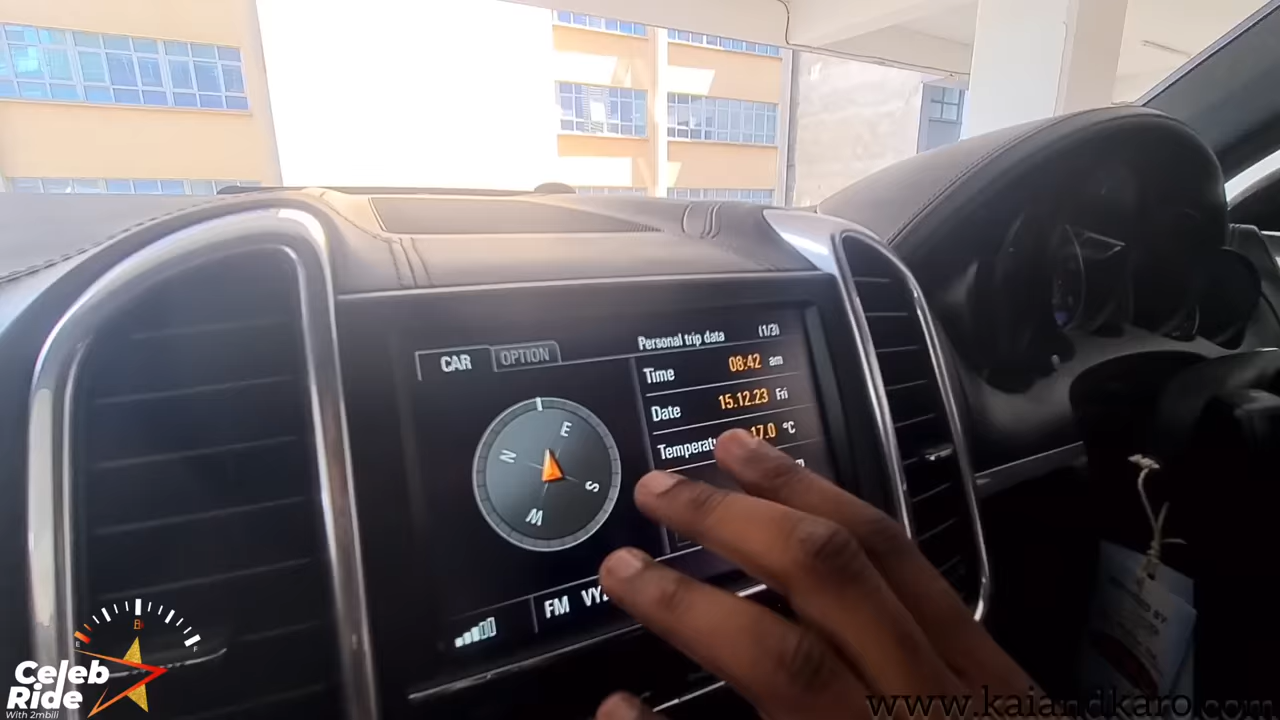 CAR
OPTION
Personal trip data (1/3)
Time 08:42 am
Date 15.12.23 Fri
17.0 °C
N
E
S
W
FM
E
F
Celeb
Ride
With 2mbili
www.kaiandkaro.com